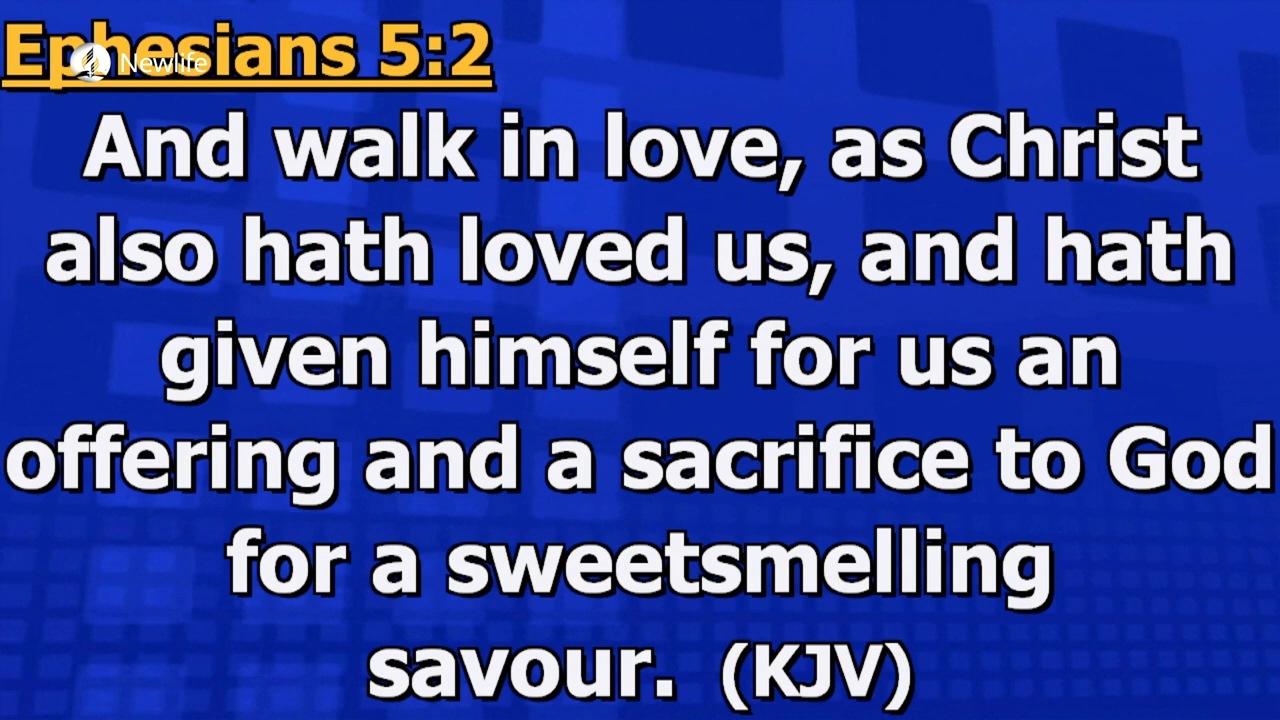 Ephesians 5:2
Newlife
And walk in love, as Christ
also hath loved us, and hath
given himself for us an
offering and a sacrifice to God
for a sweetsmelling
savour. (KJV)